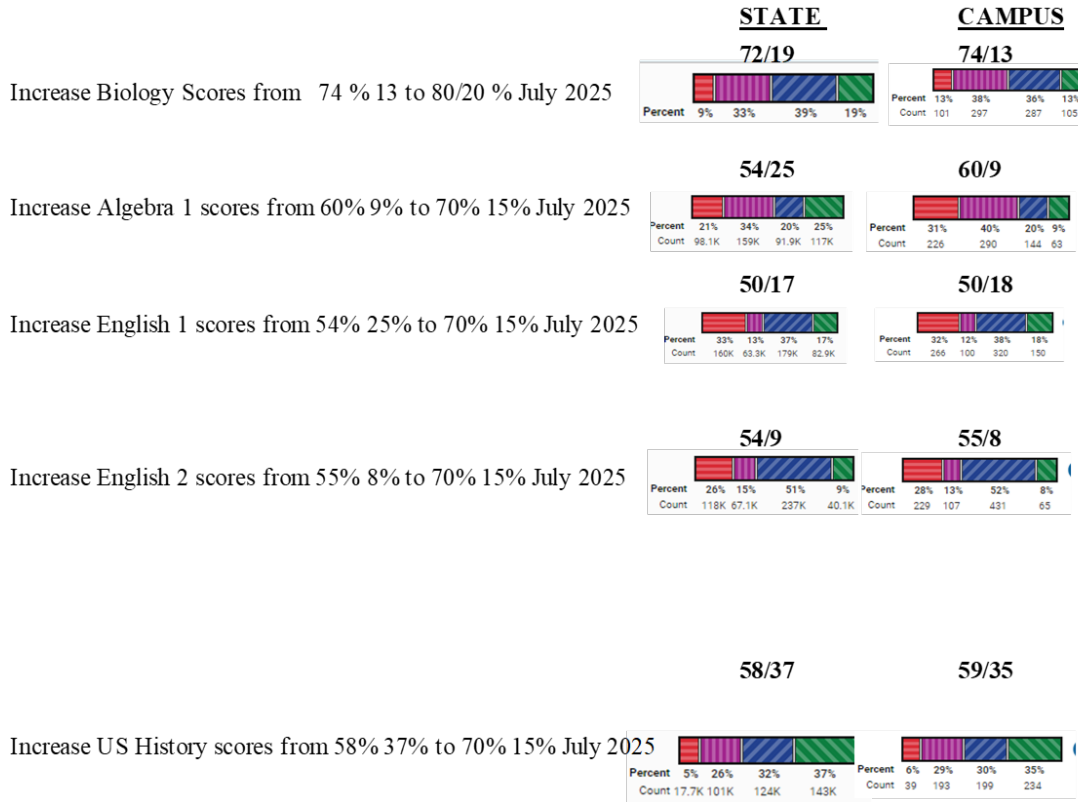 STATE CAMPUS
72/19 74/13
Increase Biology Scores from 74 % 13 to 80/20 % July 2025
Percent 9% 33% 39% 19%
Percent 13% 38% 36% 13%
Count 101 297 287 105
54/25 60/9
Increase Algebra 1 scores from 60% 9% to 70% 15% July 2025
Percent 21% 34% 20% 25%
Count 98.1K 159K 91.9K 117K
Percent 31% 40% 20% 9%
Count 226 290 144 63
50/17 50/18
Increase English 1 scores from 54% 25% to 70% 15% July 2025
Percent 33% 13% 37% 17%
Count 160K 63.3K 179K 82.9K
Percent 32% 12% 38% 18%
Count 266 100 320 150
54/9 55/8
Increase English 2 scores from 55% 8% to 70% 15% July 2025
Percent 26% 15% 51% 9%
Count 118K 67.1K 237K 40.1K
Percent 28% 13% 52% 8%
Count 229 107 431 65
58/37 59/35
Increase US History scores from 58% 37% to 70% 15% July 2025
Percent 5% 26% 32% 37%
Count 17.7K 101K 124K 143K
Percent 6% 29% 30% 35%
Count 39 193 199 234